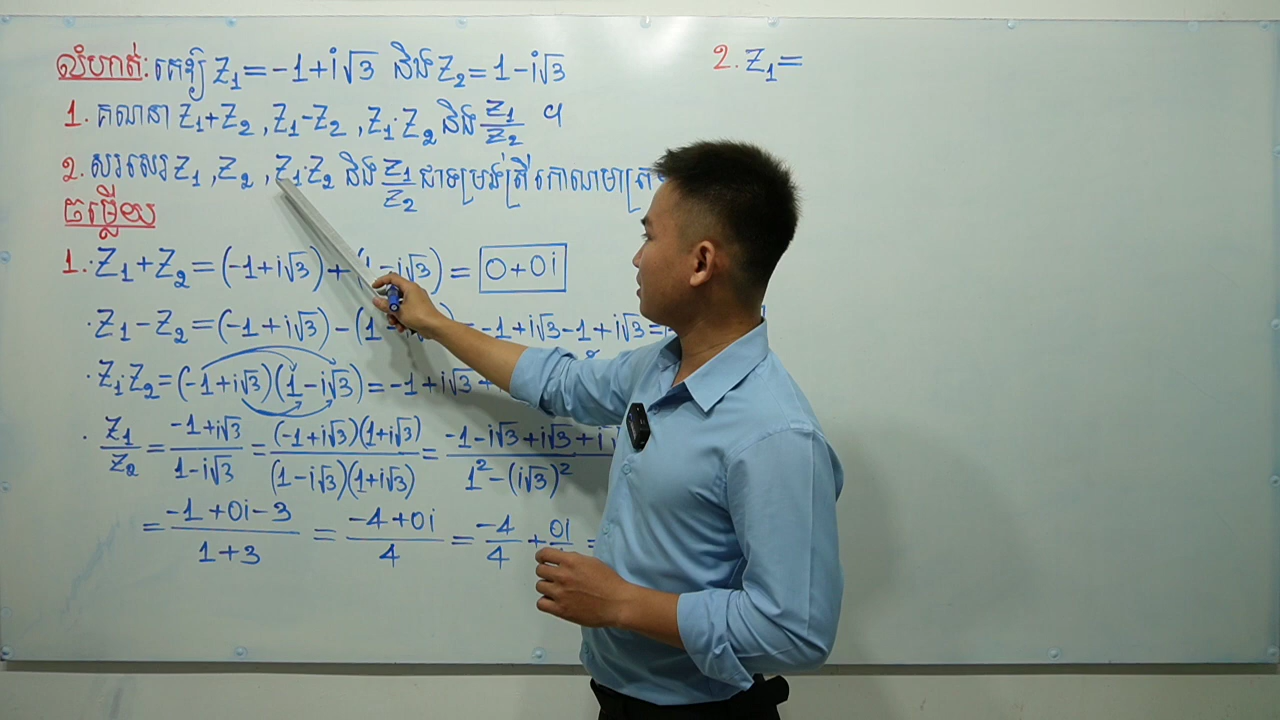 លំហាត់: គេឱ្យ Z₁ = -1 + i√3 និង Z₂ = 1 - i√3
1. គណនា Z₁+Z₂ , Z₁-Z₂ , Z₁·Z₂ និង Z₁/Z₂ ។
2. សរសេរ Z₁ , Z₂ , Z₁·Z₂ និង Z₁/Z₂ ជាទម្រង់ត្រីកោណមាត្រ
ចម្លើយ
1. · Z₁ + Z₂ = (-1 + i√3) + (1 - i√3) = 0 + 0i
· Z₁ - Z₂ = (-1 + i√3) - (1 - i√3) = -1 + i√3 - 1 + i√3 =
· Z₁·Z₂ = (-1 + i√3)(1 - i√3) = -1 + i√3 +
· Z₁/Z₂ = (-1 + i√3)/(1 - i√3) = (-1 + i√3)(1 + i√3)/(1 - i√3)(1 + i√3) = -1 - i√3 + i√3 + i / 1² - (i√3)²
= (-1 + 0i - 3)/(1 + 3) = (-4 + 0i)/4 = -4/4 + 0i =
2. Z₁ =